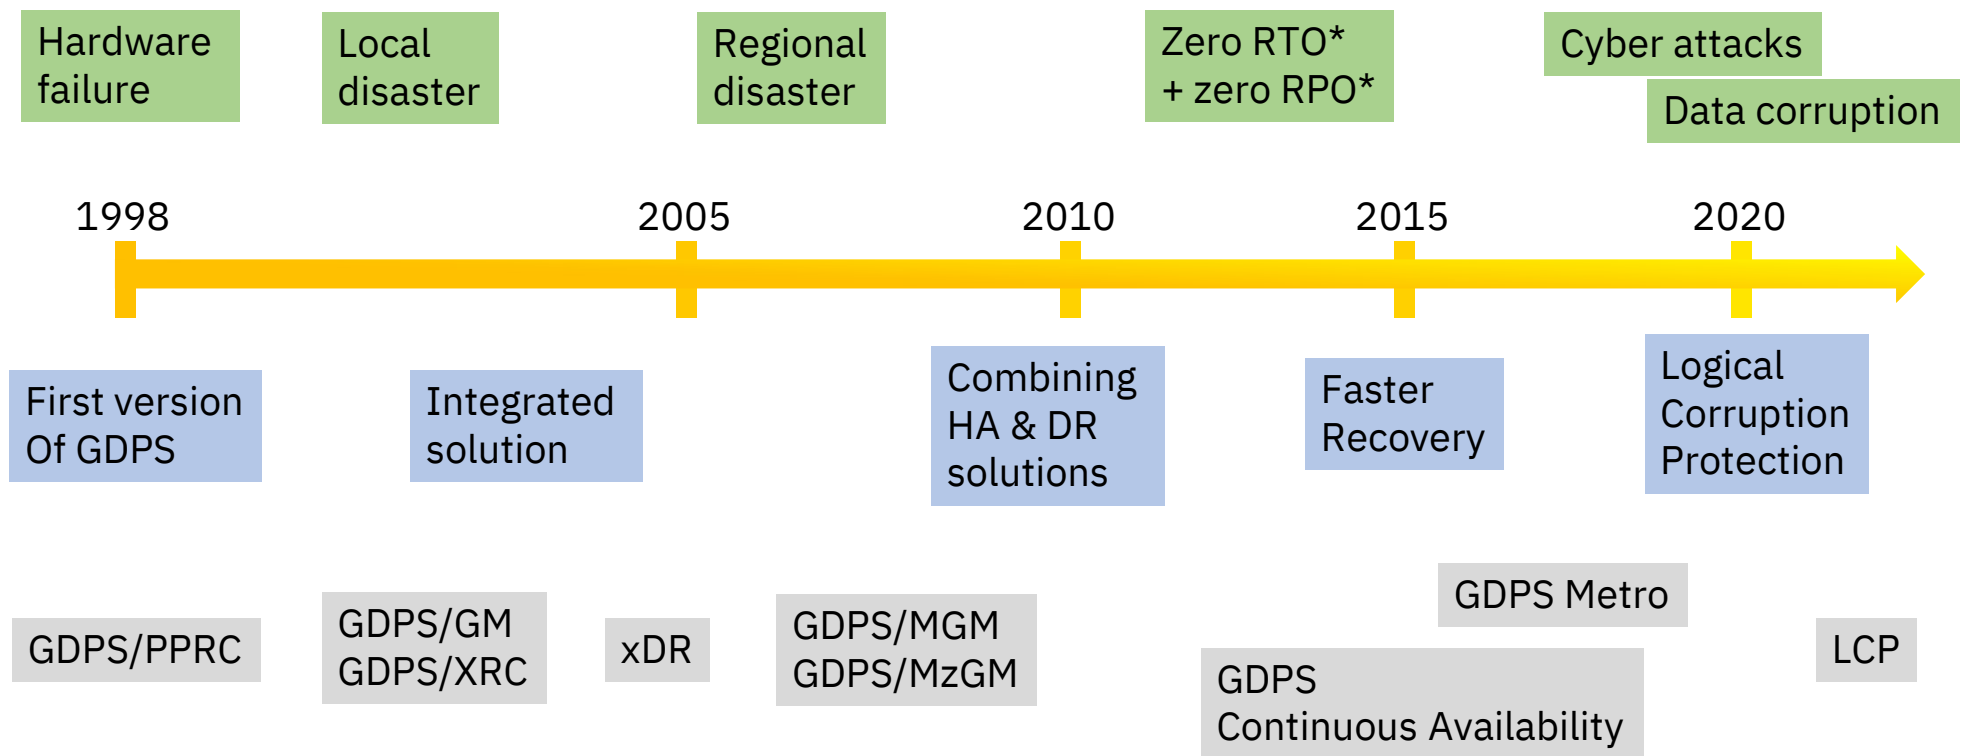 Hardware
failure
Local
disaster
Regional
disaster
Zero RTO*
+ zero RPO*
Cyber attacks
Data corruption
1998
2005
2010
2015
2020
First version
Of GDPS
Integrated
solution
Combining
HA & DR
solutions
Faster
Recovery
Logical
Corruption
Protection
GDPS/PPRC
GDPS/GM
GDPS/XRC
xDR
GDPS/MGM
GDPS/MzGM
GDPS
Continuous Availability
GDPS Metro
LCP